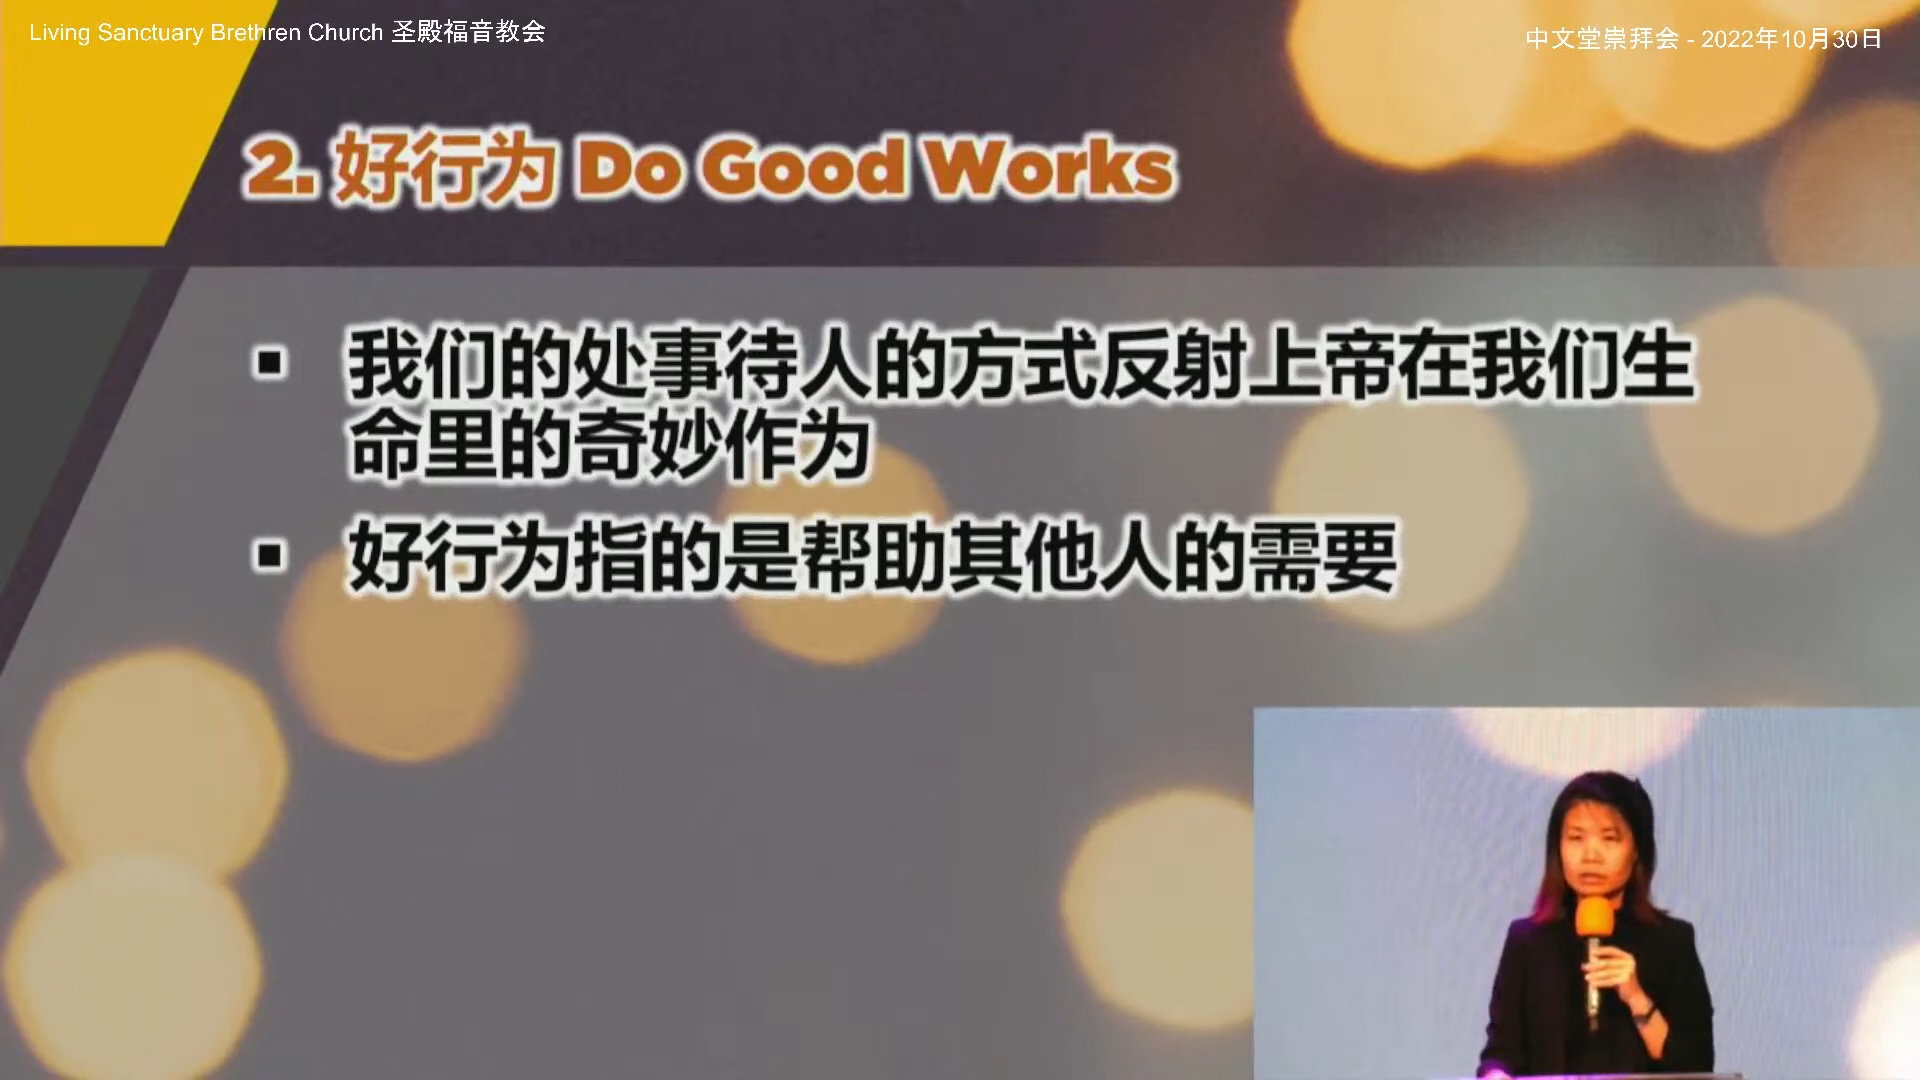 Living Sanctuary Brethren Church 圣殿福音教会
中文堂崇拜会 - 2022年10月30日
2. 好行为 Do Good Works
▪ 我们的处事待人的方式反射上帝在我们生
命里的奇妙作为
▪ 好行为指的是帮助其他人的需要